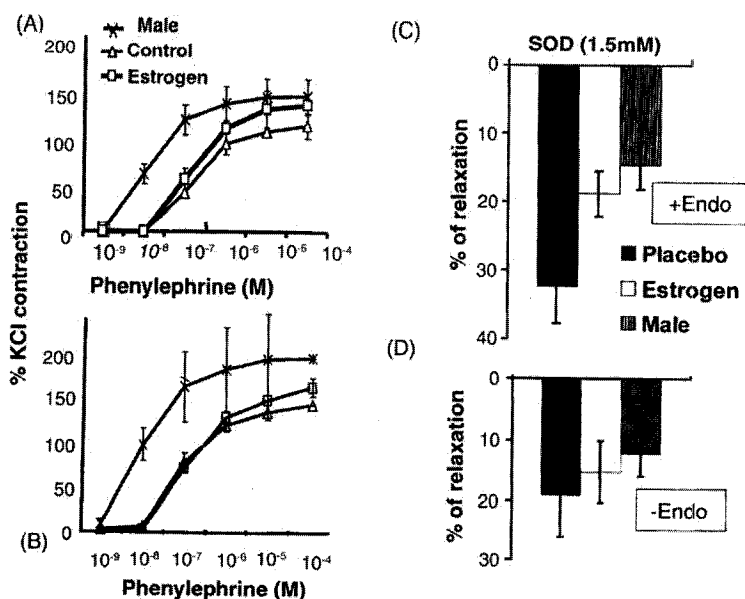 (A)
200
150
100
50
0
Male
Control
Estrogen
10⁻⁹ 10⁻⁸ 10⁻⁷ 10⁻⁶ 10⁻⁵ 10⁻⁴
Phenylephrine (M)
% KCl contraction
200
150
100
50
0
(B)
10⁻⁹ 10⁻⁸ 10⁻⁷ 10⁻⁶ 10⁻⁵ 10⁻⁴
Phenylephrine (M)
(C)
SOD (1.5mM)
0
10
20
30
40
% of relaxation
+Endo
Placebo
Estrogen
Male
(D)
0
10
20
30
% of relaxation
-Endo